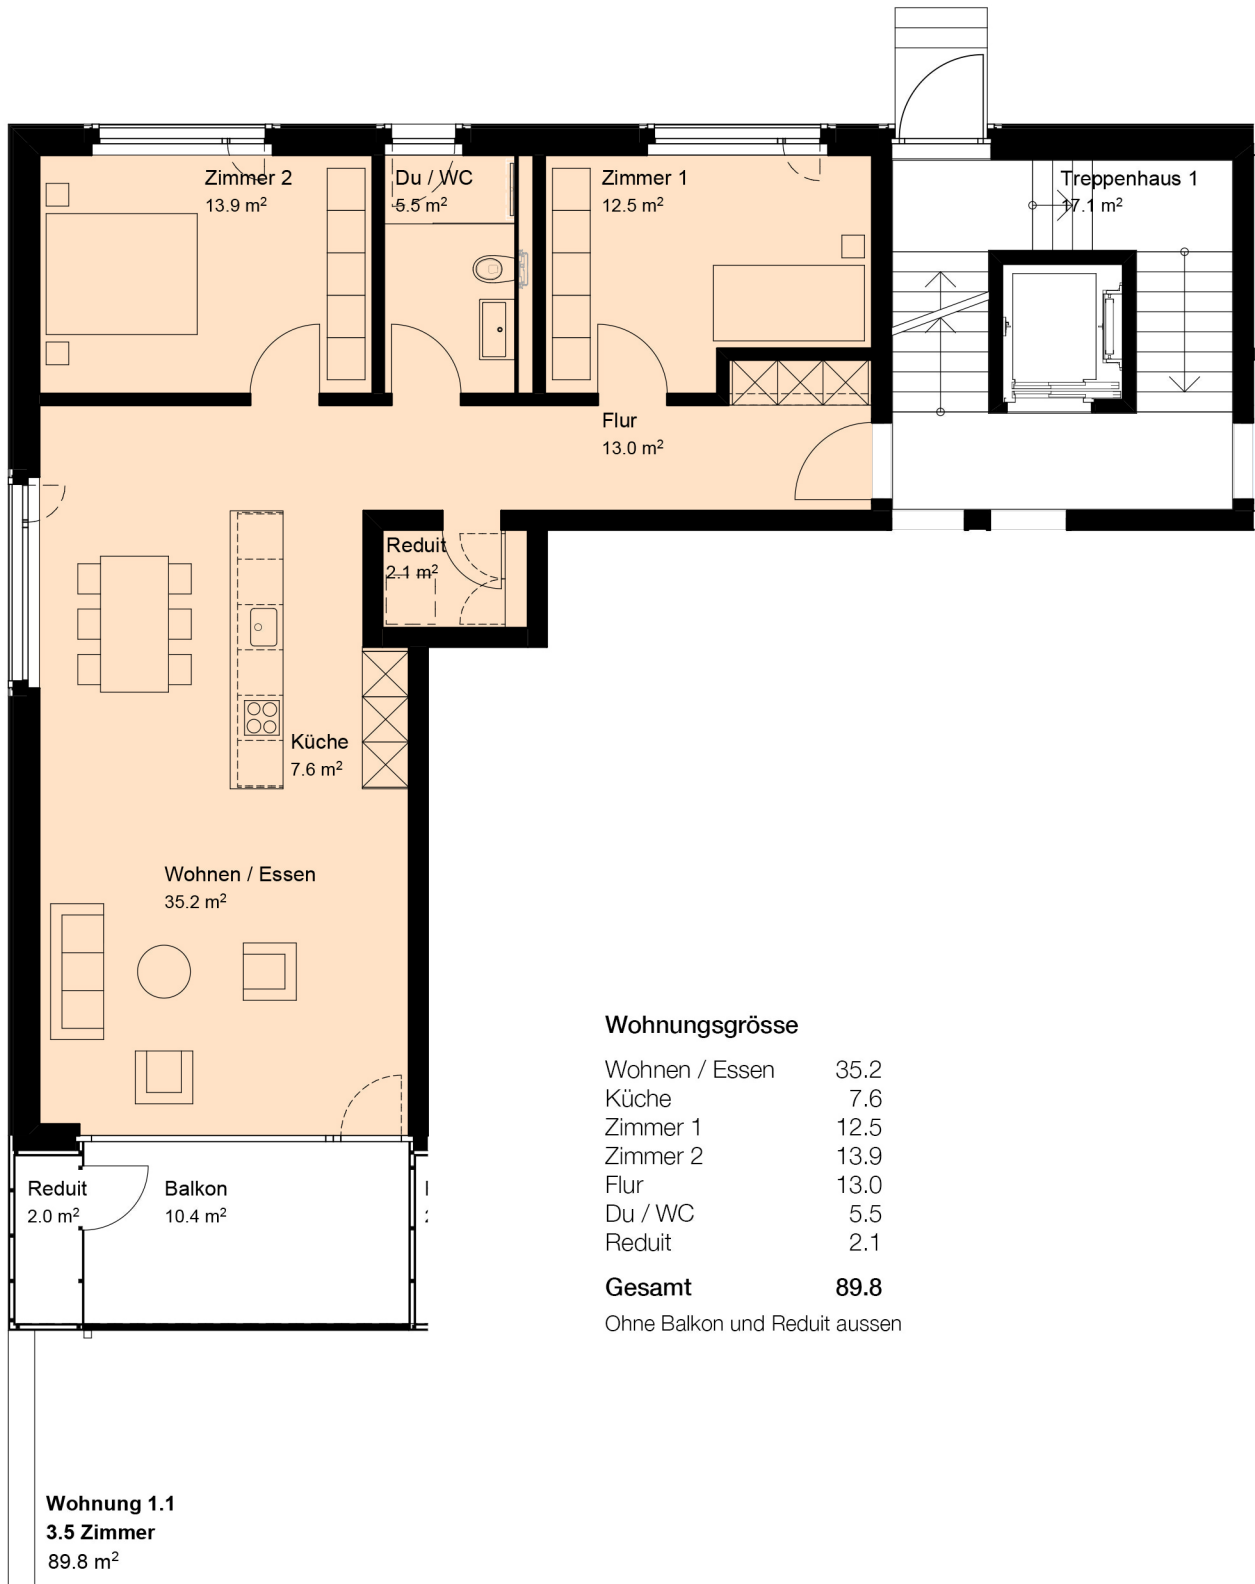 Zimmer 2
13.9 m²
Du / WC
5.5 m²
Zimmer 1
12.5 m²
Treppenhaus 1
17.1 m²
Flur
13.0 m²
Reduit
2.1 m²
Küche
7.6 m²
Wohnen / Essen
35.2 m²
Reduit
2.0 m²
Balkon
10.4 m²
Wohnungsgrösse
Wohnen / Essen 35.2
Küche 7.6
Zimmer 1 12.5
Zimmer 2 13.9
Flur 13.0
Du / WC 5.5
Reduit 2.1
Gesamt 89.8
Ohne Balkon und Reduit aussen
Wohnung 1.1
3.5 Zimmer
89.8 m²